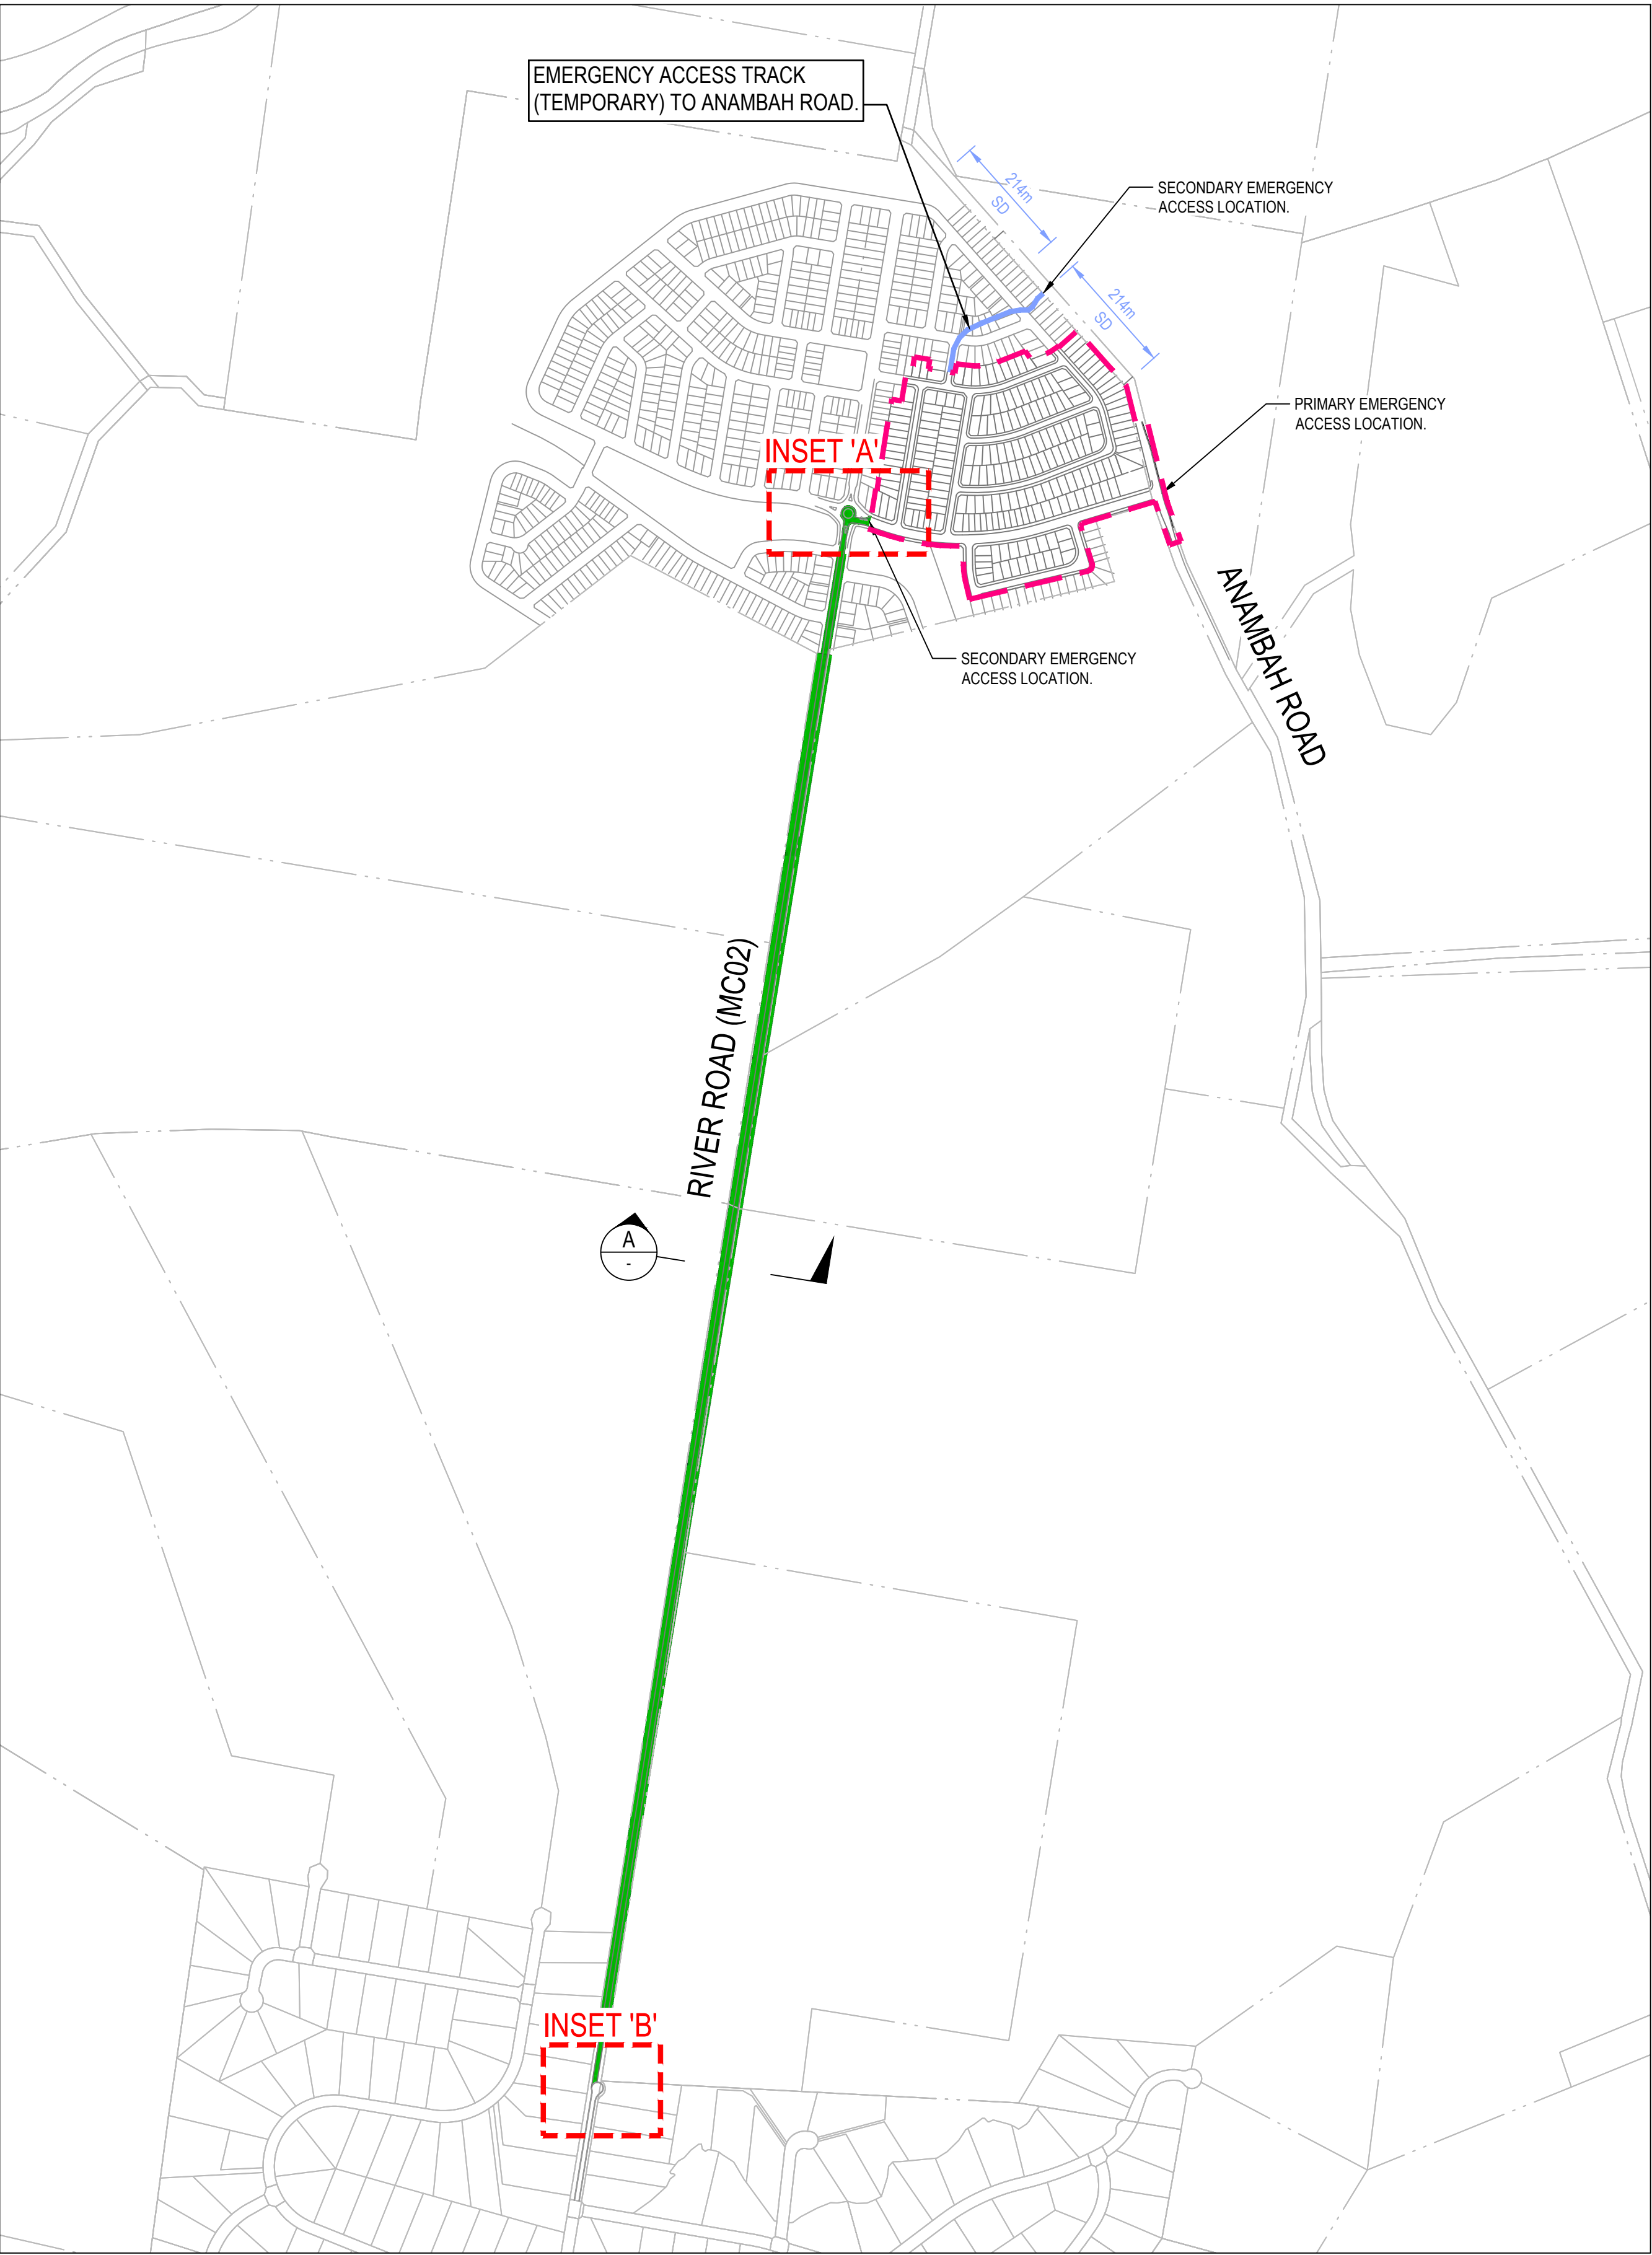 EMERGENCY ACCESS TRACK
(TEMPORARY) TO ANAMBAH ROAD.
214m
SD
SECONDARY EMERGENCY
ACCESS LOCATION.
214m
SD
PRIMARY EMERGENCY
ACCESS LOCATION.
INSET 'A'
ANAMBAH ROAD
SECONDARY EMERGENCY
ACCESS LOCATION.
RIVER ROAD (MC02)
A
-
INSET 'B'